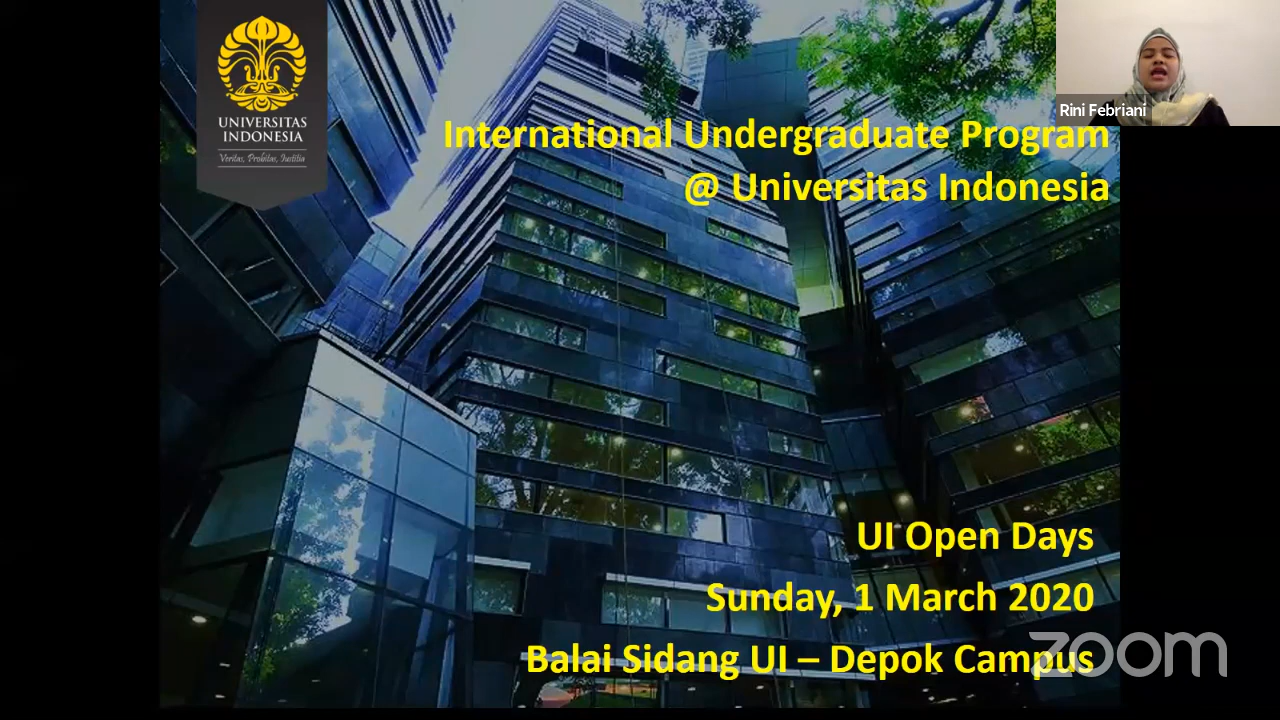 UNIVERSITAS
INDONESIA
Veritas, Probitas, Iustitia
Rini Febriani
International Undergraduate Program
@ Universitas Indonesia
UI Open Days
Sunday, 1 March 2020
Balai Sidang UI – Depok Campus
zoom